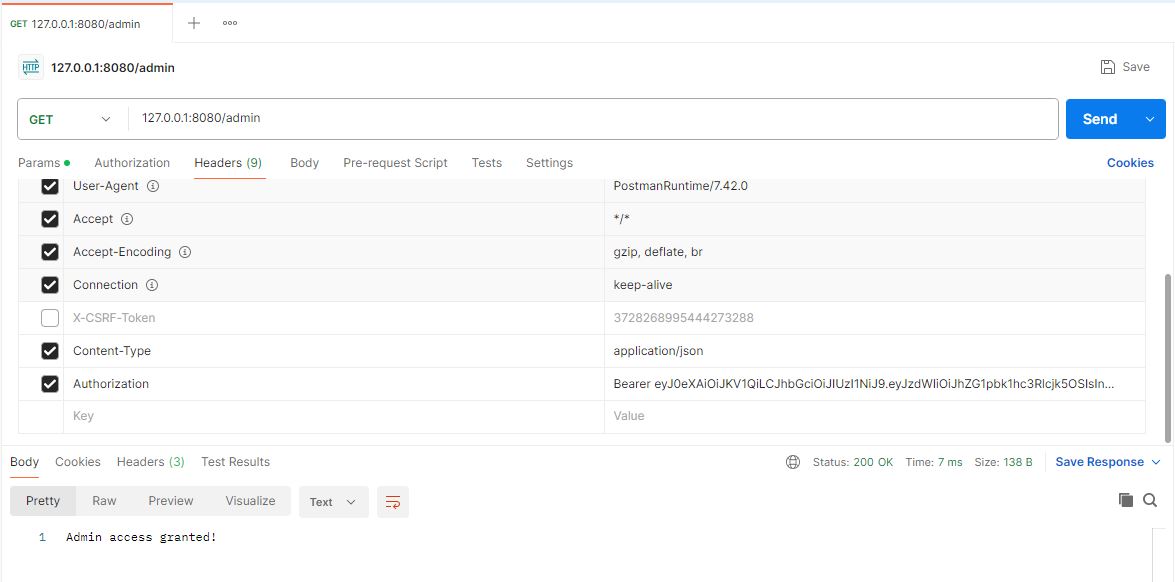 GET 127.0.0.1:8080/admin
HTTP 127.0.0.1:8080/admin Save
GET 127.0.0.1:8080/admin Send
Params Authorization Headers (9) Body Pre-request Script Tests Settings Cookies
User-Agent PostmanRuntime/7.42.0
Accept */*
Accept-Encoding gzip, deflate, br
Connection keep-alive
X-CSRF-Token 3728268995444273288
Content-Type application/json
Authorization Bearer eyJ0eXAiOiJKV1QiLCJhbGciOiJIUzI1NiJ9.eyJzdWIiOiJhZG1pbk1hc3Rlcjk5OSIsIn...
Key Value
Body Cookies Headers (3) Test Results Status: 200 OK Time: 7 ms Size: 138 B Save Response
Pretty Raw Preview Visualize Text
1 Admin access granted!